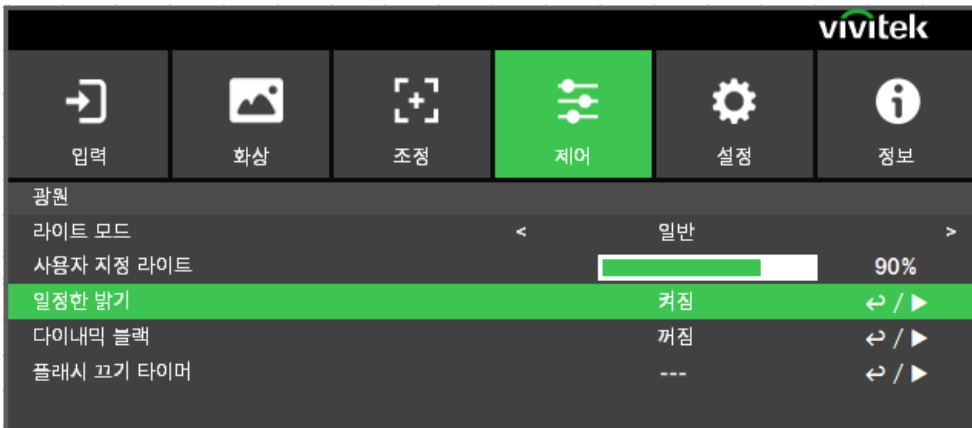 vivitek
입력 화상 조정 제어 설정 정보
광원
라이트 모드 < 일반 >
사용자 지정 라이트 90%
일정한 밝기 켜짐 ↩ / ▶
다이내믹 블랙 꺼짐 ↩ / ▶
플래시 끄기 타이머 --- ↩ / ▶